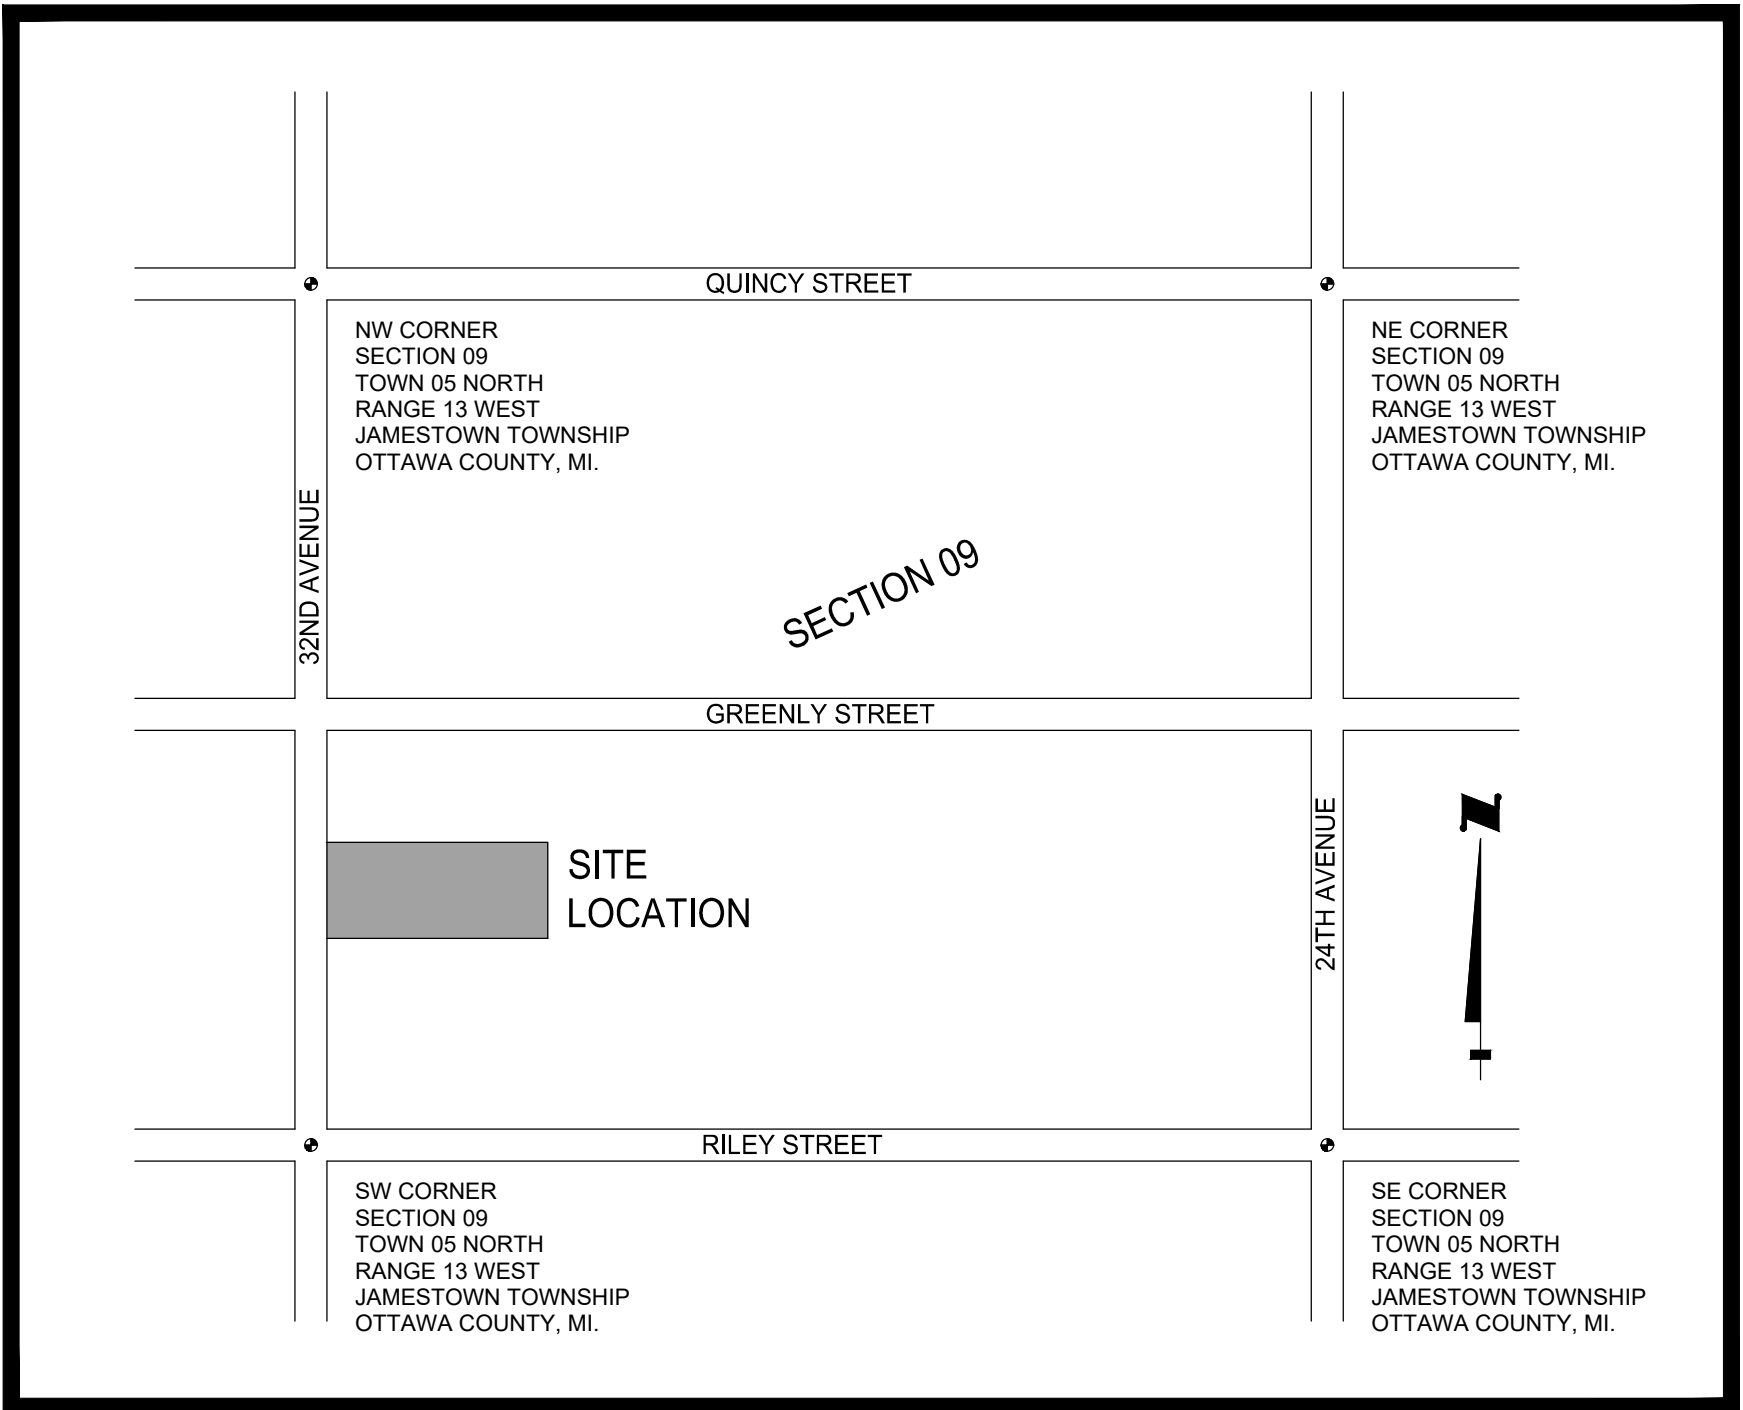 QUINCY STREET
NW CORNER
SECTION 09
TOWN 05 NORTH
RANGE 13 WEST
JAMESTOWN TOWNSHIP
OTTAWA COUNTY, MI.
NE CORNER
SECTION 09
TOWN 05 NORTH
RANGE 13 WEST
JAMESTOWN TOWNSHIP
OTTAWA COUNTY, MI.
32ND AVENUE
SECTION 09
GREENLY STREET
SITE
LOCATION
24TH AVENUE
N
RILEY STREET
SW CORNER
SECTION 09
TOWN 05 NORTH
RANGE 13 WEST
JAMESTOWN TOWNSHIP
OTTAWA COUNTY, MI.
SE CORNER
SECTION 09
TOWN 05 NORTH
RANGE 13 WEST
JAMESTOWN TOWNSHIP
OTTAWA COUNTY, MI.